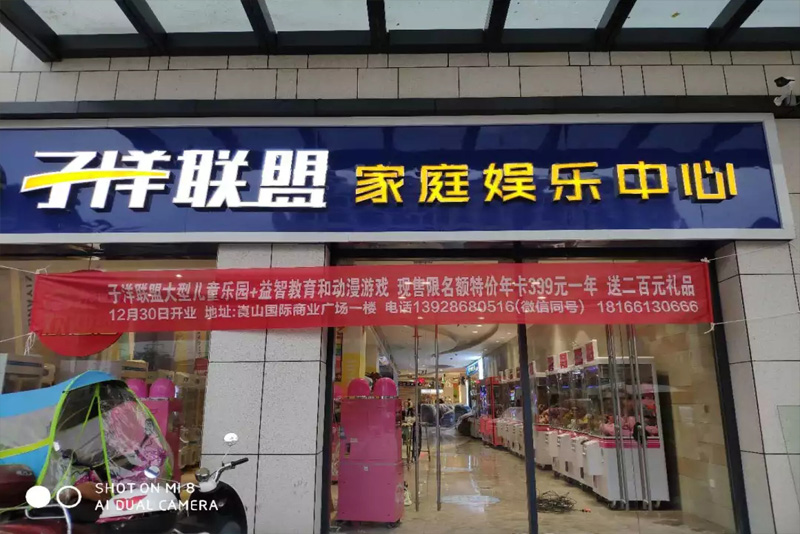 子洋联盟 家庭娱乐中心
子洋联盟大型儿童乐园+益智教育和动漫游戏 现售限名额特价年卡399元一年 送二百元礼品
12月30日开业 地址:嵩山国际商业广场一楼 电话13928680516(微信同号) 18166130666
SHOT ON MI 8
AI DUAL CAMERA